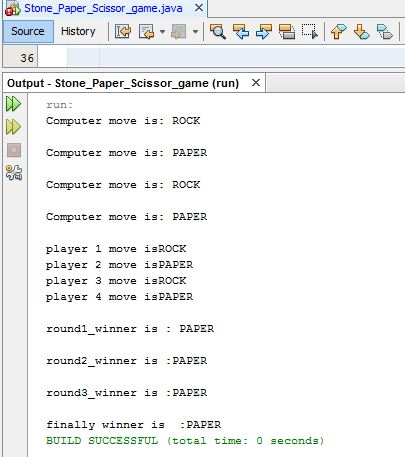 Stone_Paper_Scissor_game.java
Source History
36
Output - Stone_Paper_Scissor_game (run)
run:
Computer move is: ROCK
Computer move is: PAPER
Computer move is: ROCK
Computer move is: PAPER
player 1 move isROCK
player 2 move isPAPER
player 3 move isROCK
player 4 move isPAPER
round1_winner is : PAPER
round2_winner is :PAPER
round3_winner is :PAPER
finally winner is  :PAPER
BUILD SUCCESSFUL (total time: 0 seconds)